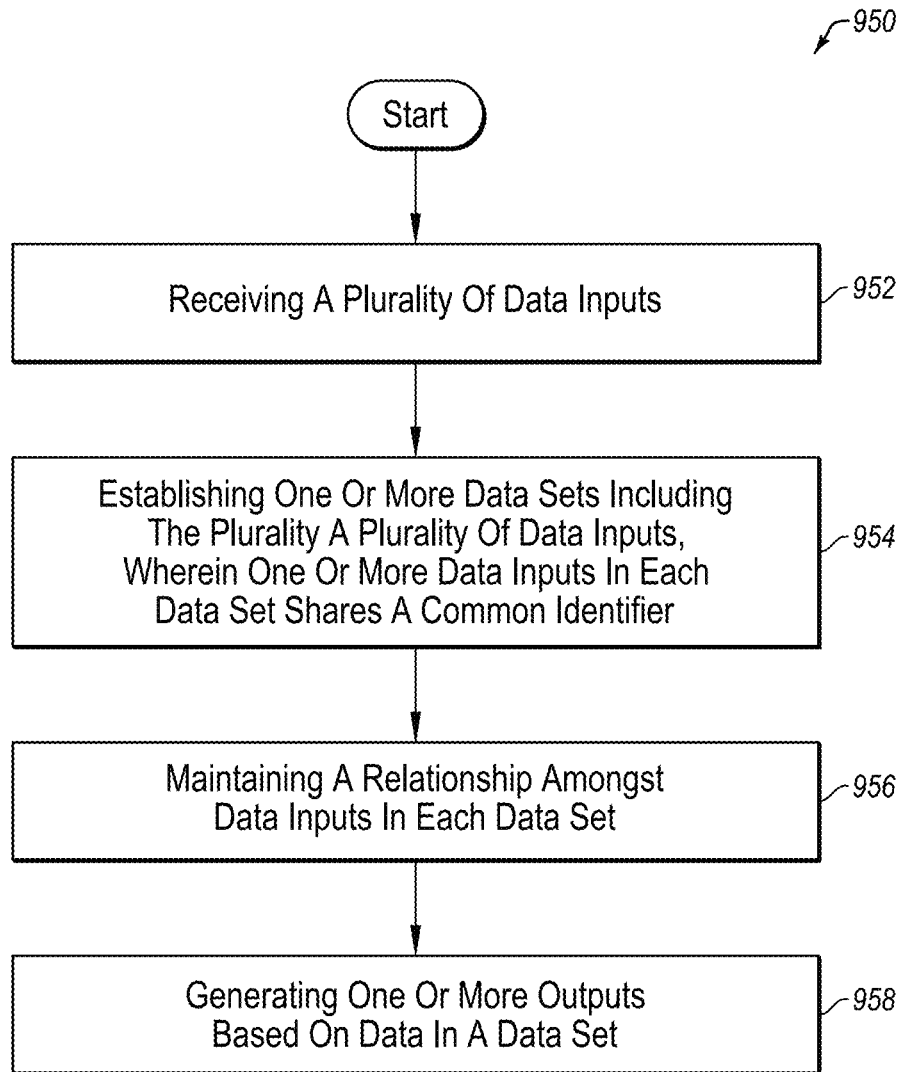 950
Start
Receiving A Plurality Of Data Inputs
952
Establishing One Or More Data Sets Including
The Plurality A Plurality Of Data Inputs,
Wherein One Or More Data Inputs In Each
Data Set Shares A Common Identifier
954
Maintaining A Relationship Amongst
Data Inputs In Each Data Set
956
Generating One Or More Outputs
Based On Data In A Data Set
958